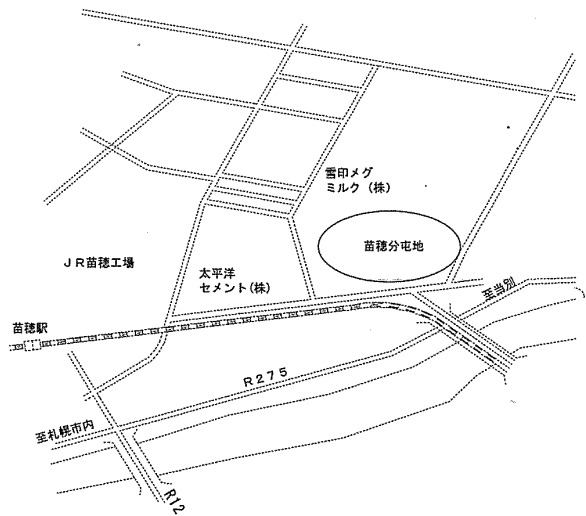 雪印メグ
ミルク（株）
苗穂分屯地
ＪＲ苗穂工場
太平洋
セメント（株）
至当別
苗穂駅
Ｒ２７５
至札幌市内
Ｒ12